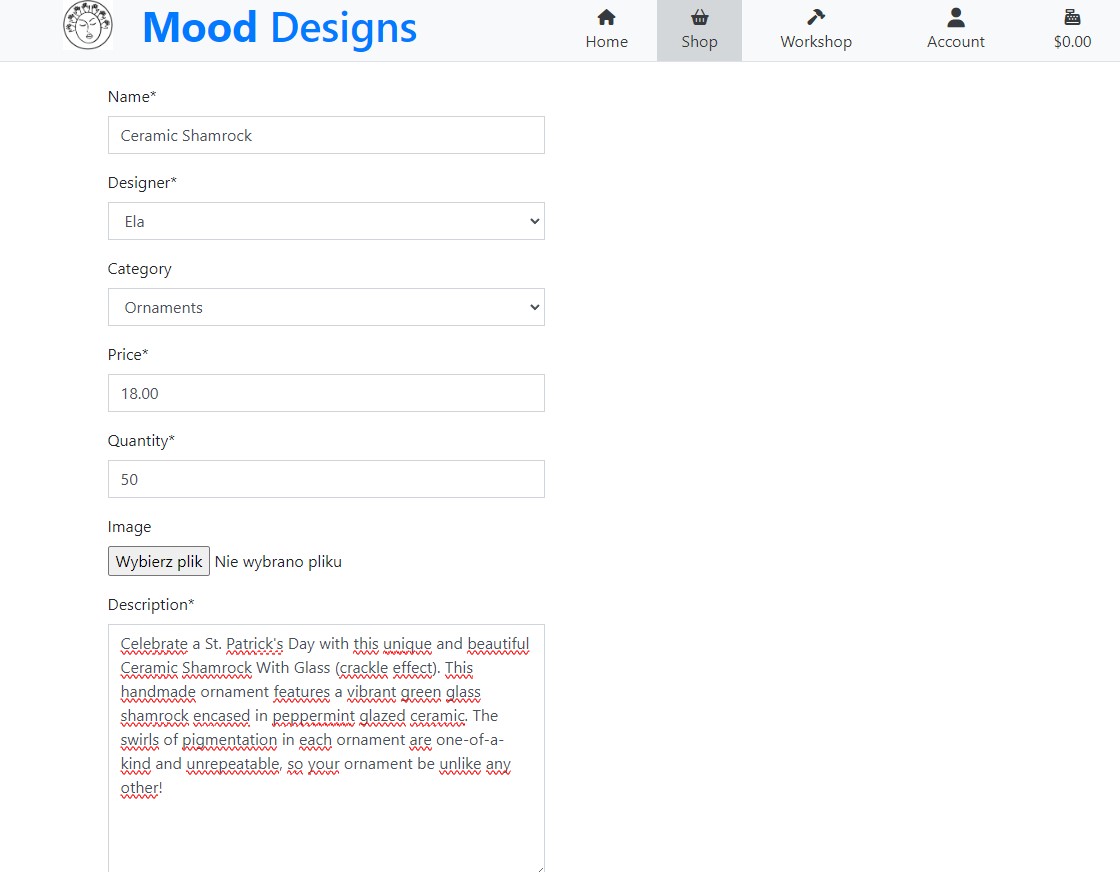 Mood Designs
Home
Shop
Workshop
Account
$0.00
Name*
Ceramic Shamrock
Designer*
Ela
Category
Ornaments
Price*
18.00
Quantity*
50
Image
Wybierz plik Nie wybrano pliku
Description*
Celebrate a St. Patrick's Day with this unique and beautiful
Ceramic Shamrock With Glass (crackle effect). This
handmade ornament features a vibrant green glass
shamrock encased in peppermint glazed ceramic. The
swirls of pigmentation in each ornament are one-of-a-
kind and unrepeatable, so your ornament be unlike any
other!